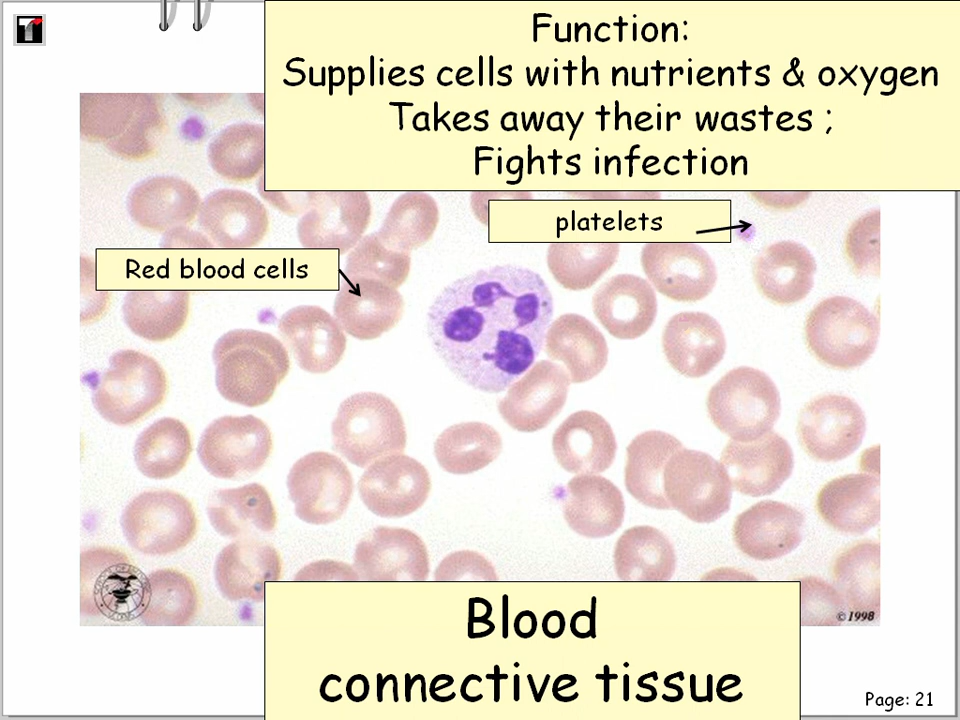 Function:
Supplies cells with nutrients & oxygen
Takes away their wastes ;
Fights infection
platelets
Red blood cells
©1998
Blood
connective tissue
Page: 21